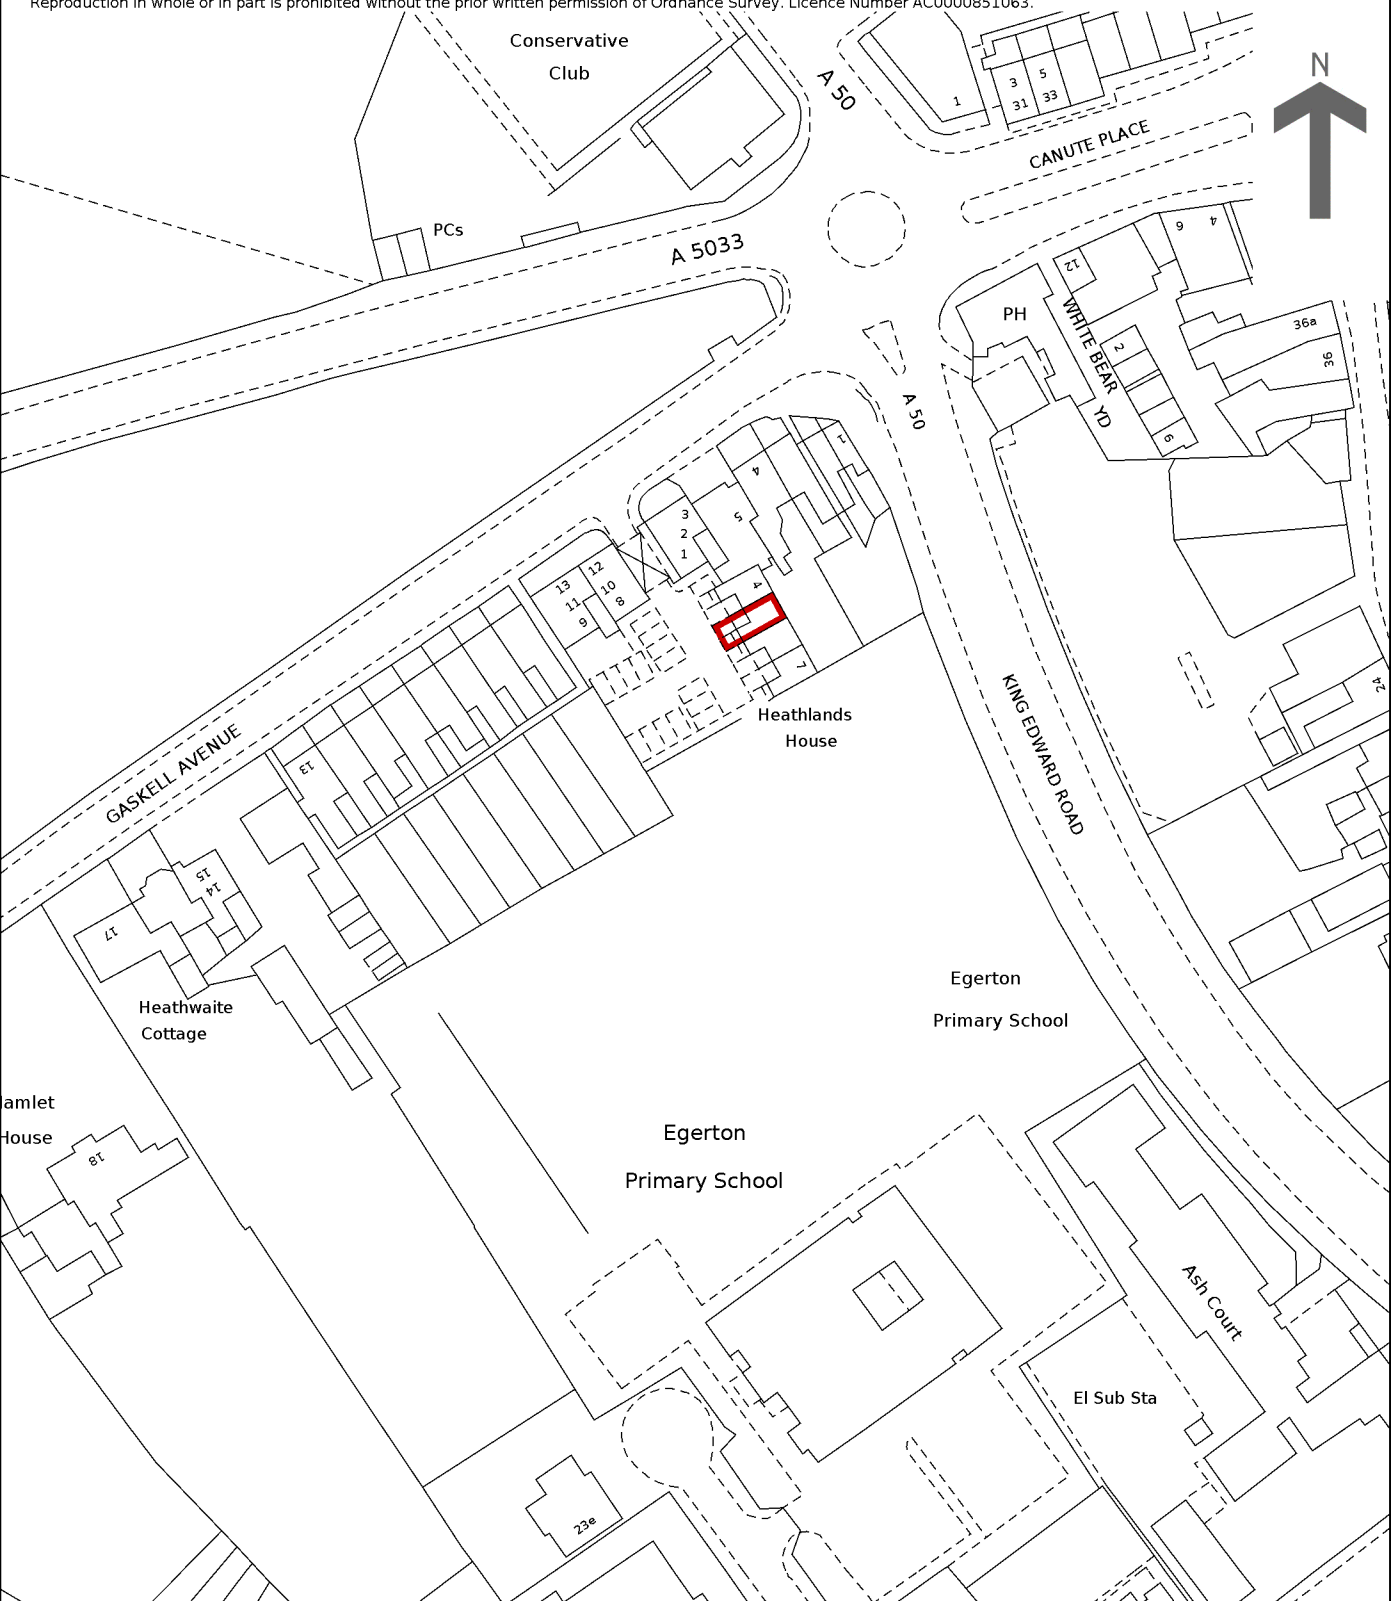 Reproduction in whole or in part is prohibited without the prior written permission of Ordnance Survey. Licence Number AC0000851063.
Conservative
Club
A 50
1
3
5
31
33
CANUTE PLACE
N
PCs
A 5033
6
4
12
PH
WHITE BEAR
YD
2
6
36a
36
A 50
1
4
5
3
2
1
13
12
11
10
9
8
4
7
Heathlands
House
24
KING EDWARD ROAD
GASKELL AVENUE
13
15
14
17
Heathwaite
Cottage
Egerton
Primary School
amlet
House
18
Egerton
Primary School
Ash Court
El Sub Sta
23e